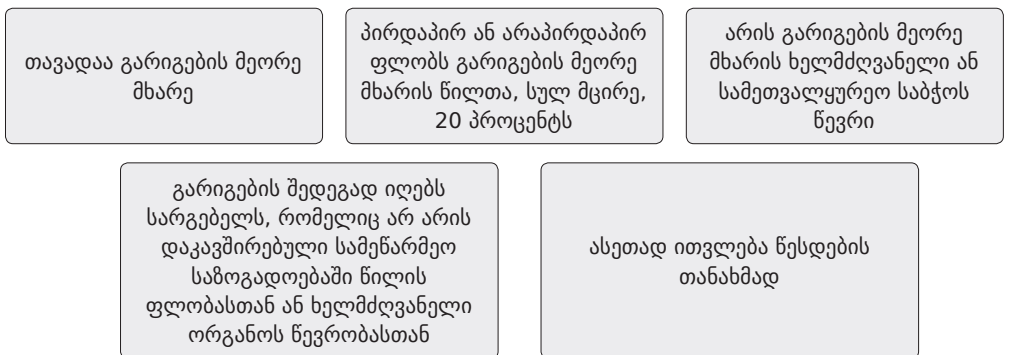 თავადაა გარიგების მეორე
მხარე
პირდაპირ ან არაპირდაპირ
ფლობს გარიგების მეორე
მხარის წილთა, სულ მცირე,
20 პროცენტს
არის გარიგების მეორე
მხარის ხელმძღვანელი ან
სამეთვალყურეო საბჭოს
წევრი
გარიგების შედეგად იღებს
სარგებელს, რომელიც არ არის
დაკავშირებული სამეწარმეო
საზოგადოებაში წილის
ფლობასთან ან ხელმძღვანელი
ორგანოს წევრობასთან
ასეთად ითვლება წესდების
თანახმად